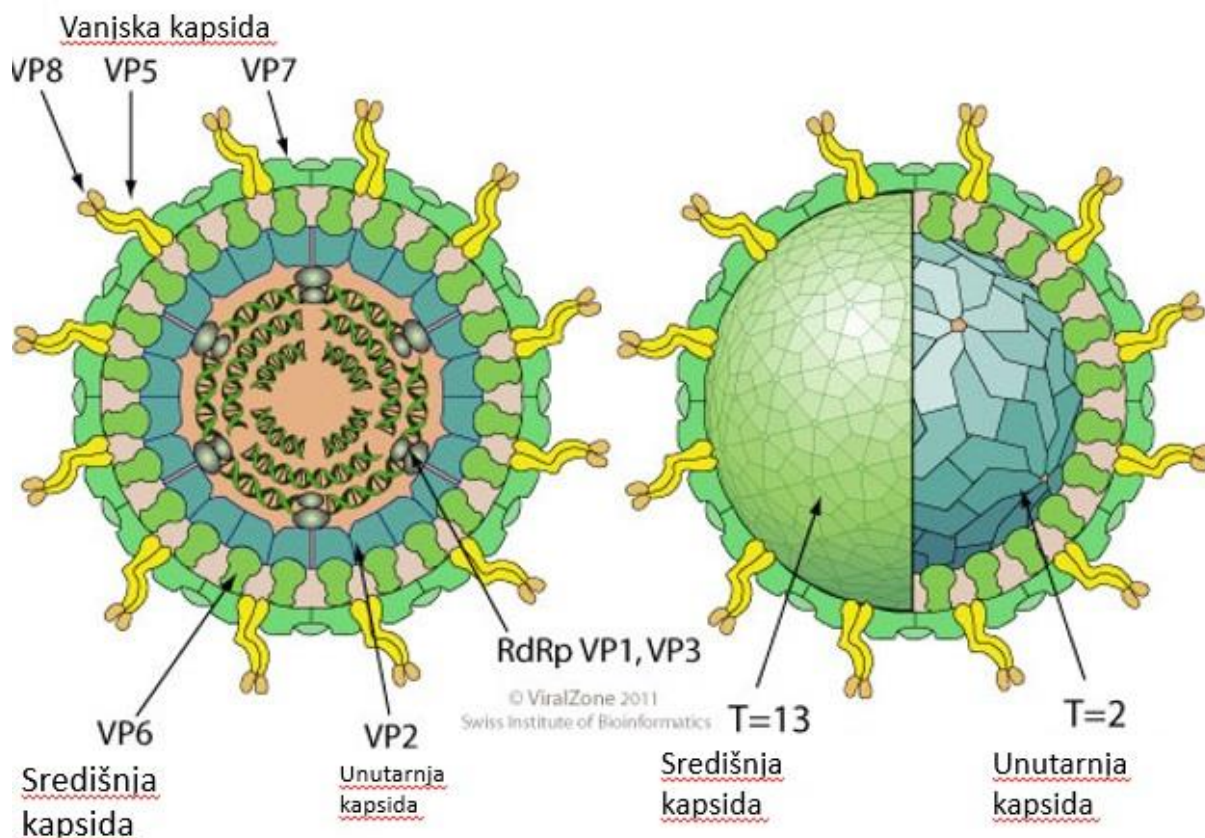 Vanjska kapsida
VP8 VP5 VP7
RdRp VP1, VP3
© ViralZone 2011
Swiss Institute of Bioinformatics
VP6
Središnja
kapsida
VP2
Unutarnja
kapsida
T=13
Središnja
kapsida
T=2
Unutarnja
kapsida